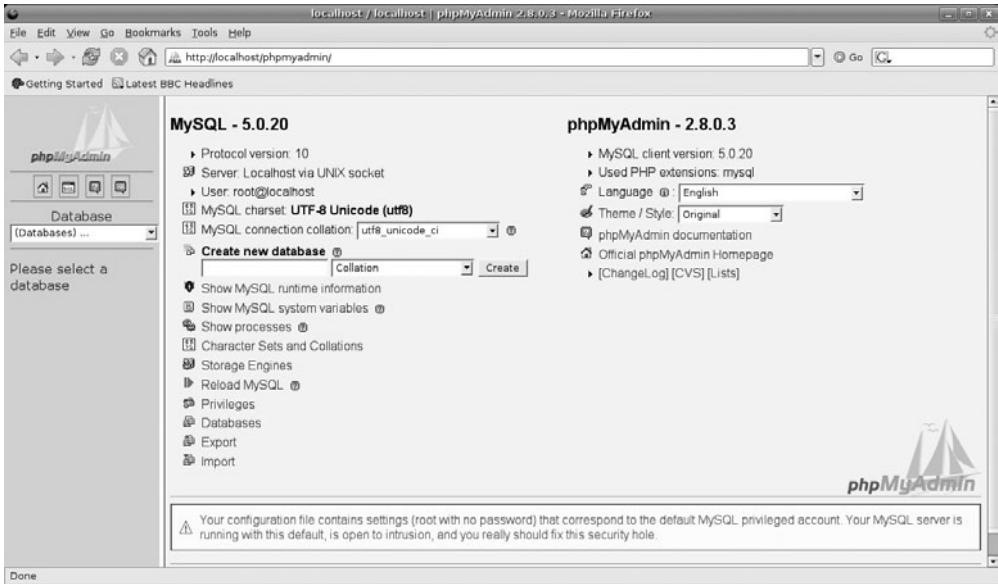 localhost / localhost | phpMyAdmin 2.8.0.3 - Mozilla Firefox
File Edit View Go Bookmarks Tools Help
http://localhost/phpmyadmin/
Go
Getting Started Latest BBC Headlines
phpMyAdmin
Database
(Databases) ...
Please select a
database
MySQL - 5.0.20
Protocol version: 10
Server: Localhost via UNIX socket
User: root@localhost
MySQL charset: UTF-8 Unicode (utf8)
MySQL connection collation: utf8_unicode_ci
Create new database
Collation
Create
Show MySQL runtime information
Show MySQL system variables
Show processes
Character Sets and Collations
Storage Engines
Reload MySQL
Privileges
Databases
Export
Import
phpMyAdmin - 2.8.0.3
MySQL client version: 5.0.20
Used PHP extensions: mysql
Language : English
Theme / Style: Original
phpMyAdmin documentation
Official phpMyAdmin Homepage
[ChangeLog] [CVS] [Lists]
phpMyAdmin
Your configuration file contains settings (root with no password) that correspond to the default MySQL privileged account. Your MySQL server is
running with this default, is open to intrusion, and you really should fix this security hole.
Done